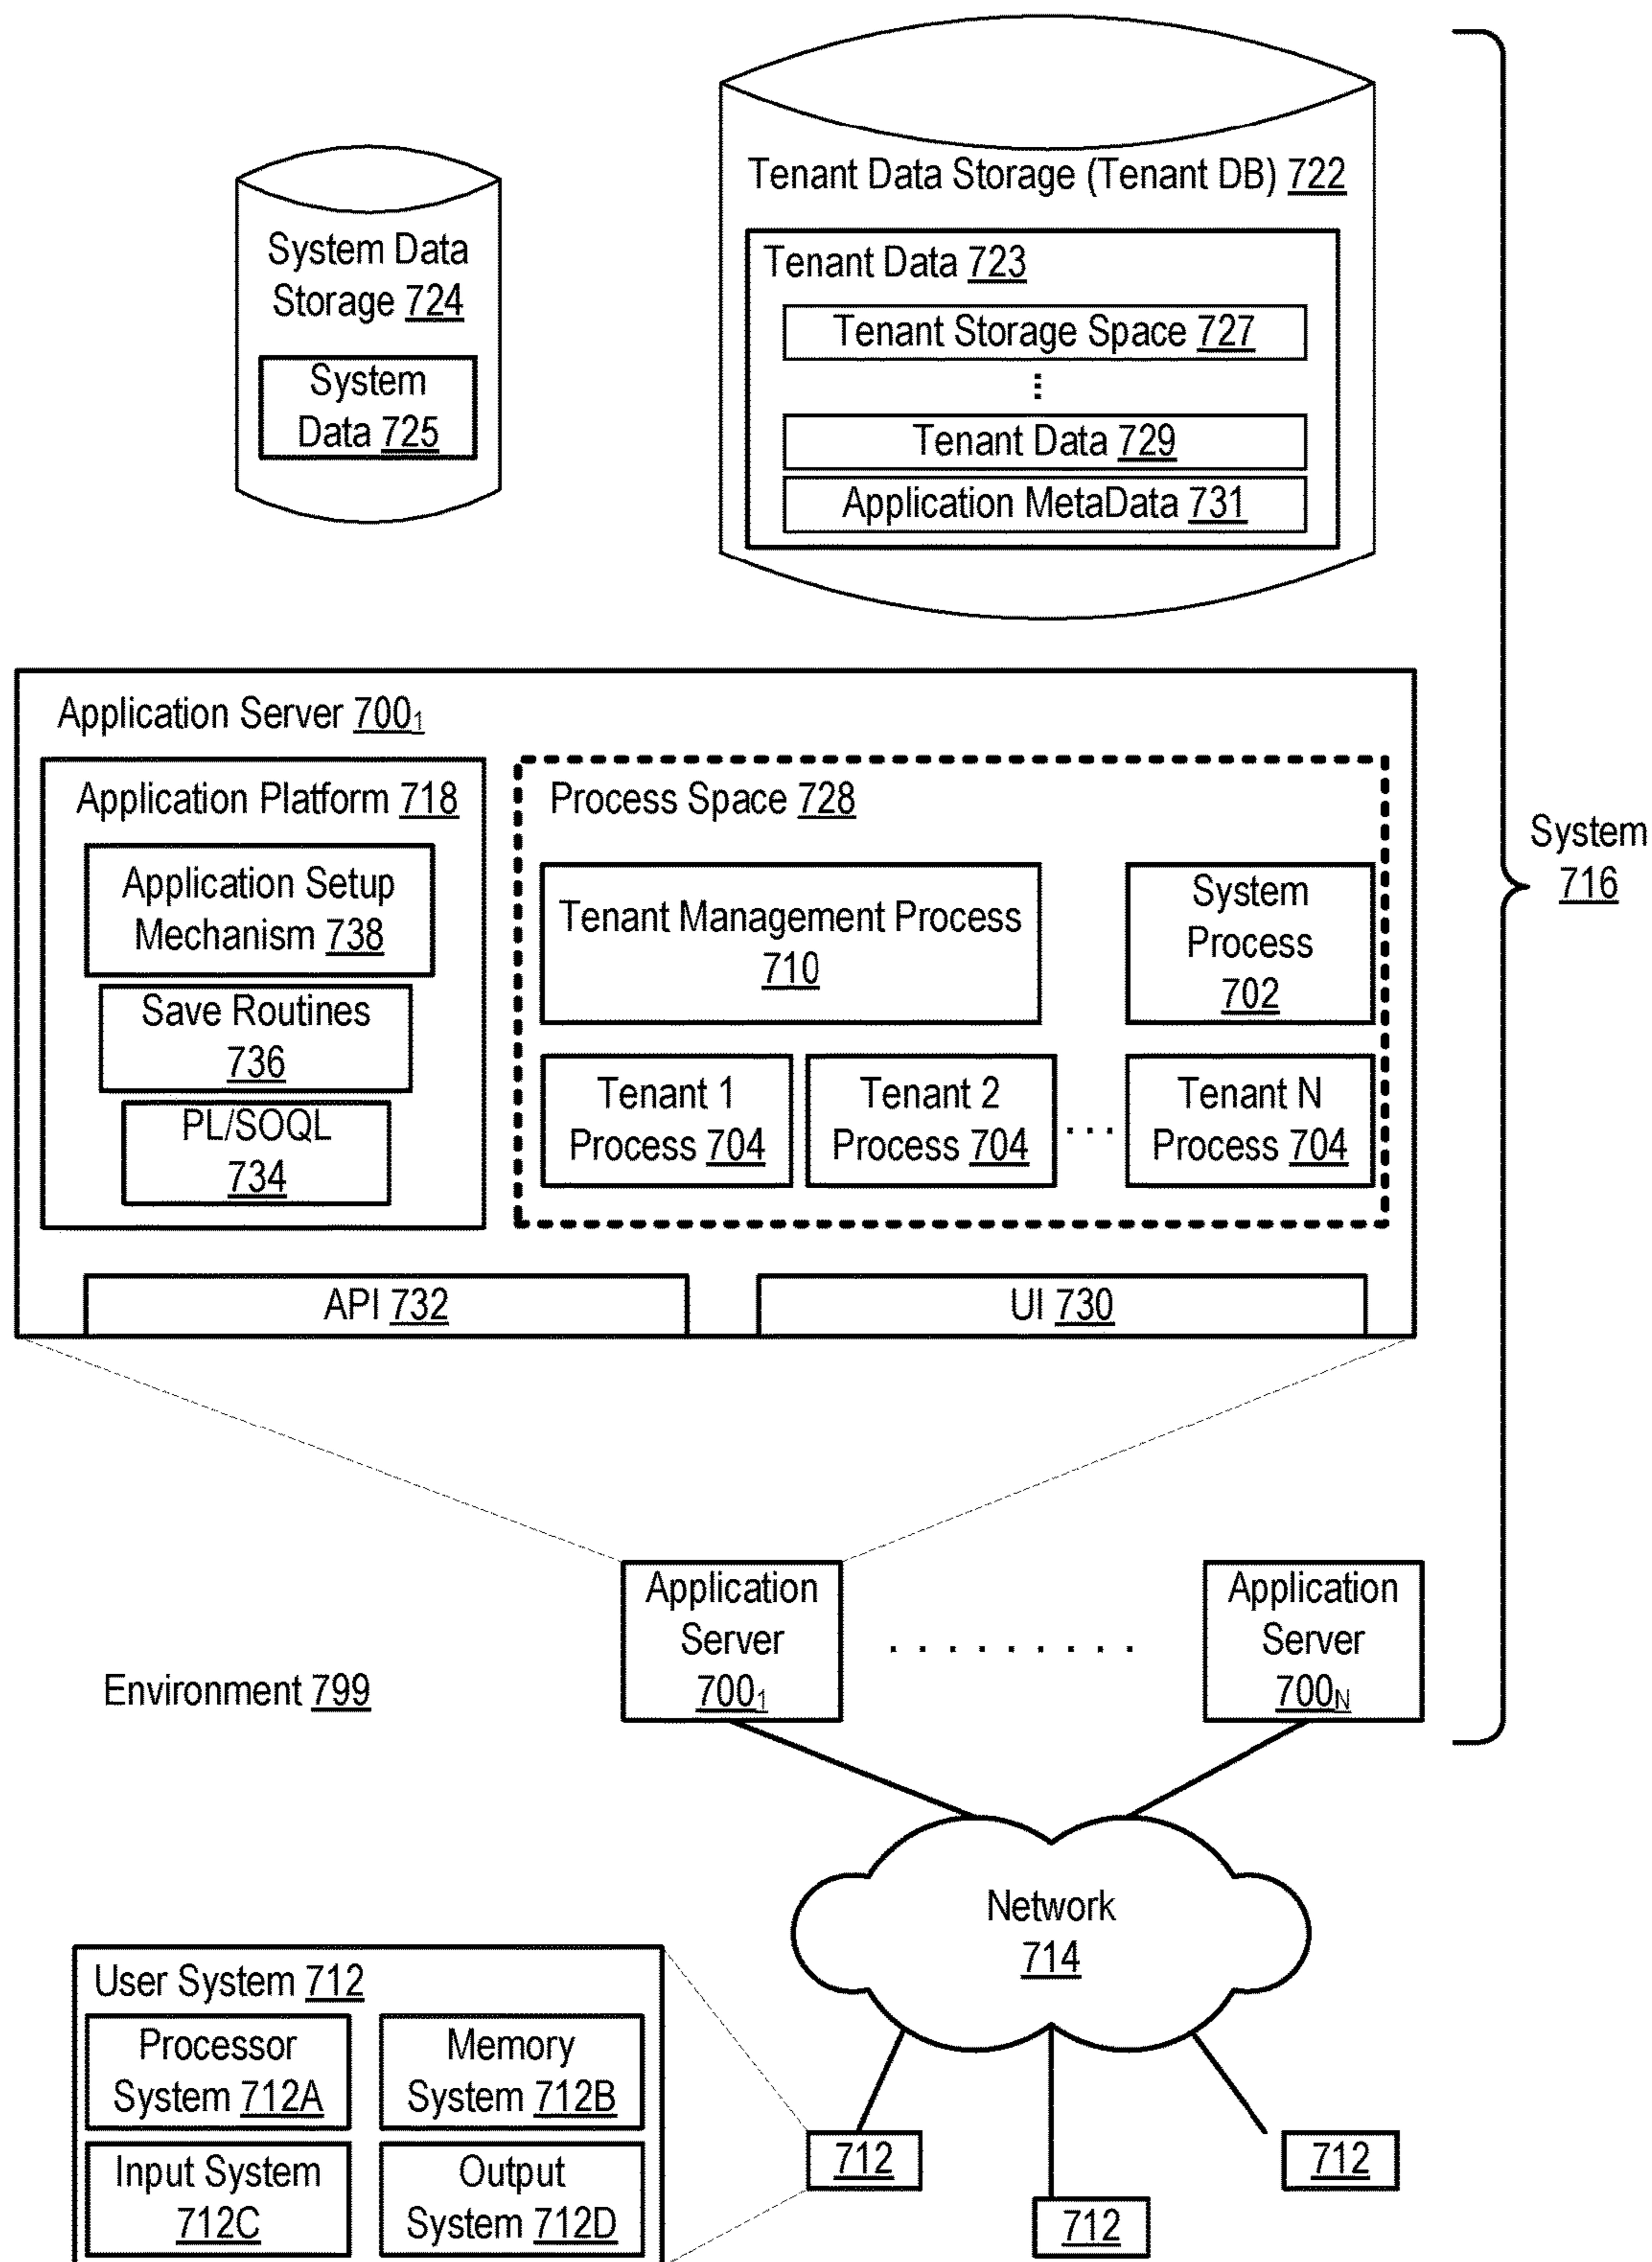 Tenant Data Storage (Tenant DB) 722
System Data
Storage 724
System
Data 725
Tenant Data 723
Tenant Storage Space 727
⋮
Tenant Data 729
Application MetaData 731
System
716
Application Server 700₁
Application Platform 718
Application Setup
Mechanism 738
Save Routines
736
PL/SOQL
734
Process Space 728
Tenant Management Process
710
System
Process
702
Tenant 1
Process 704
Tenant 2
Process 704
...
Tenant N
Process 704
API 732
UI 730
Application
Server
700₁
.........
Application
Server
700N
Environment 799
Network
714
User System 712
Processor
System 712A
Memory
System 712B
Input System
712C
Output
System 712D
712
712
712